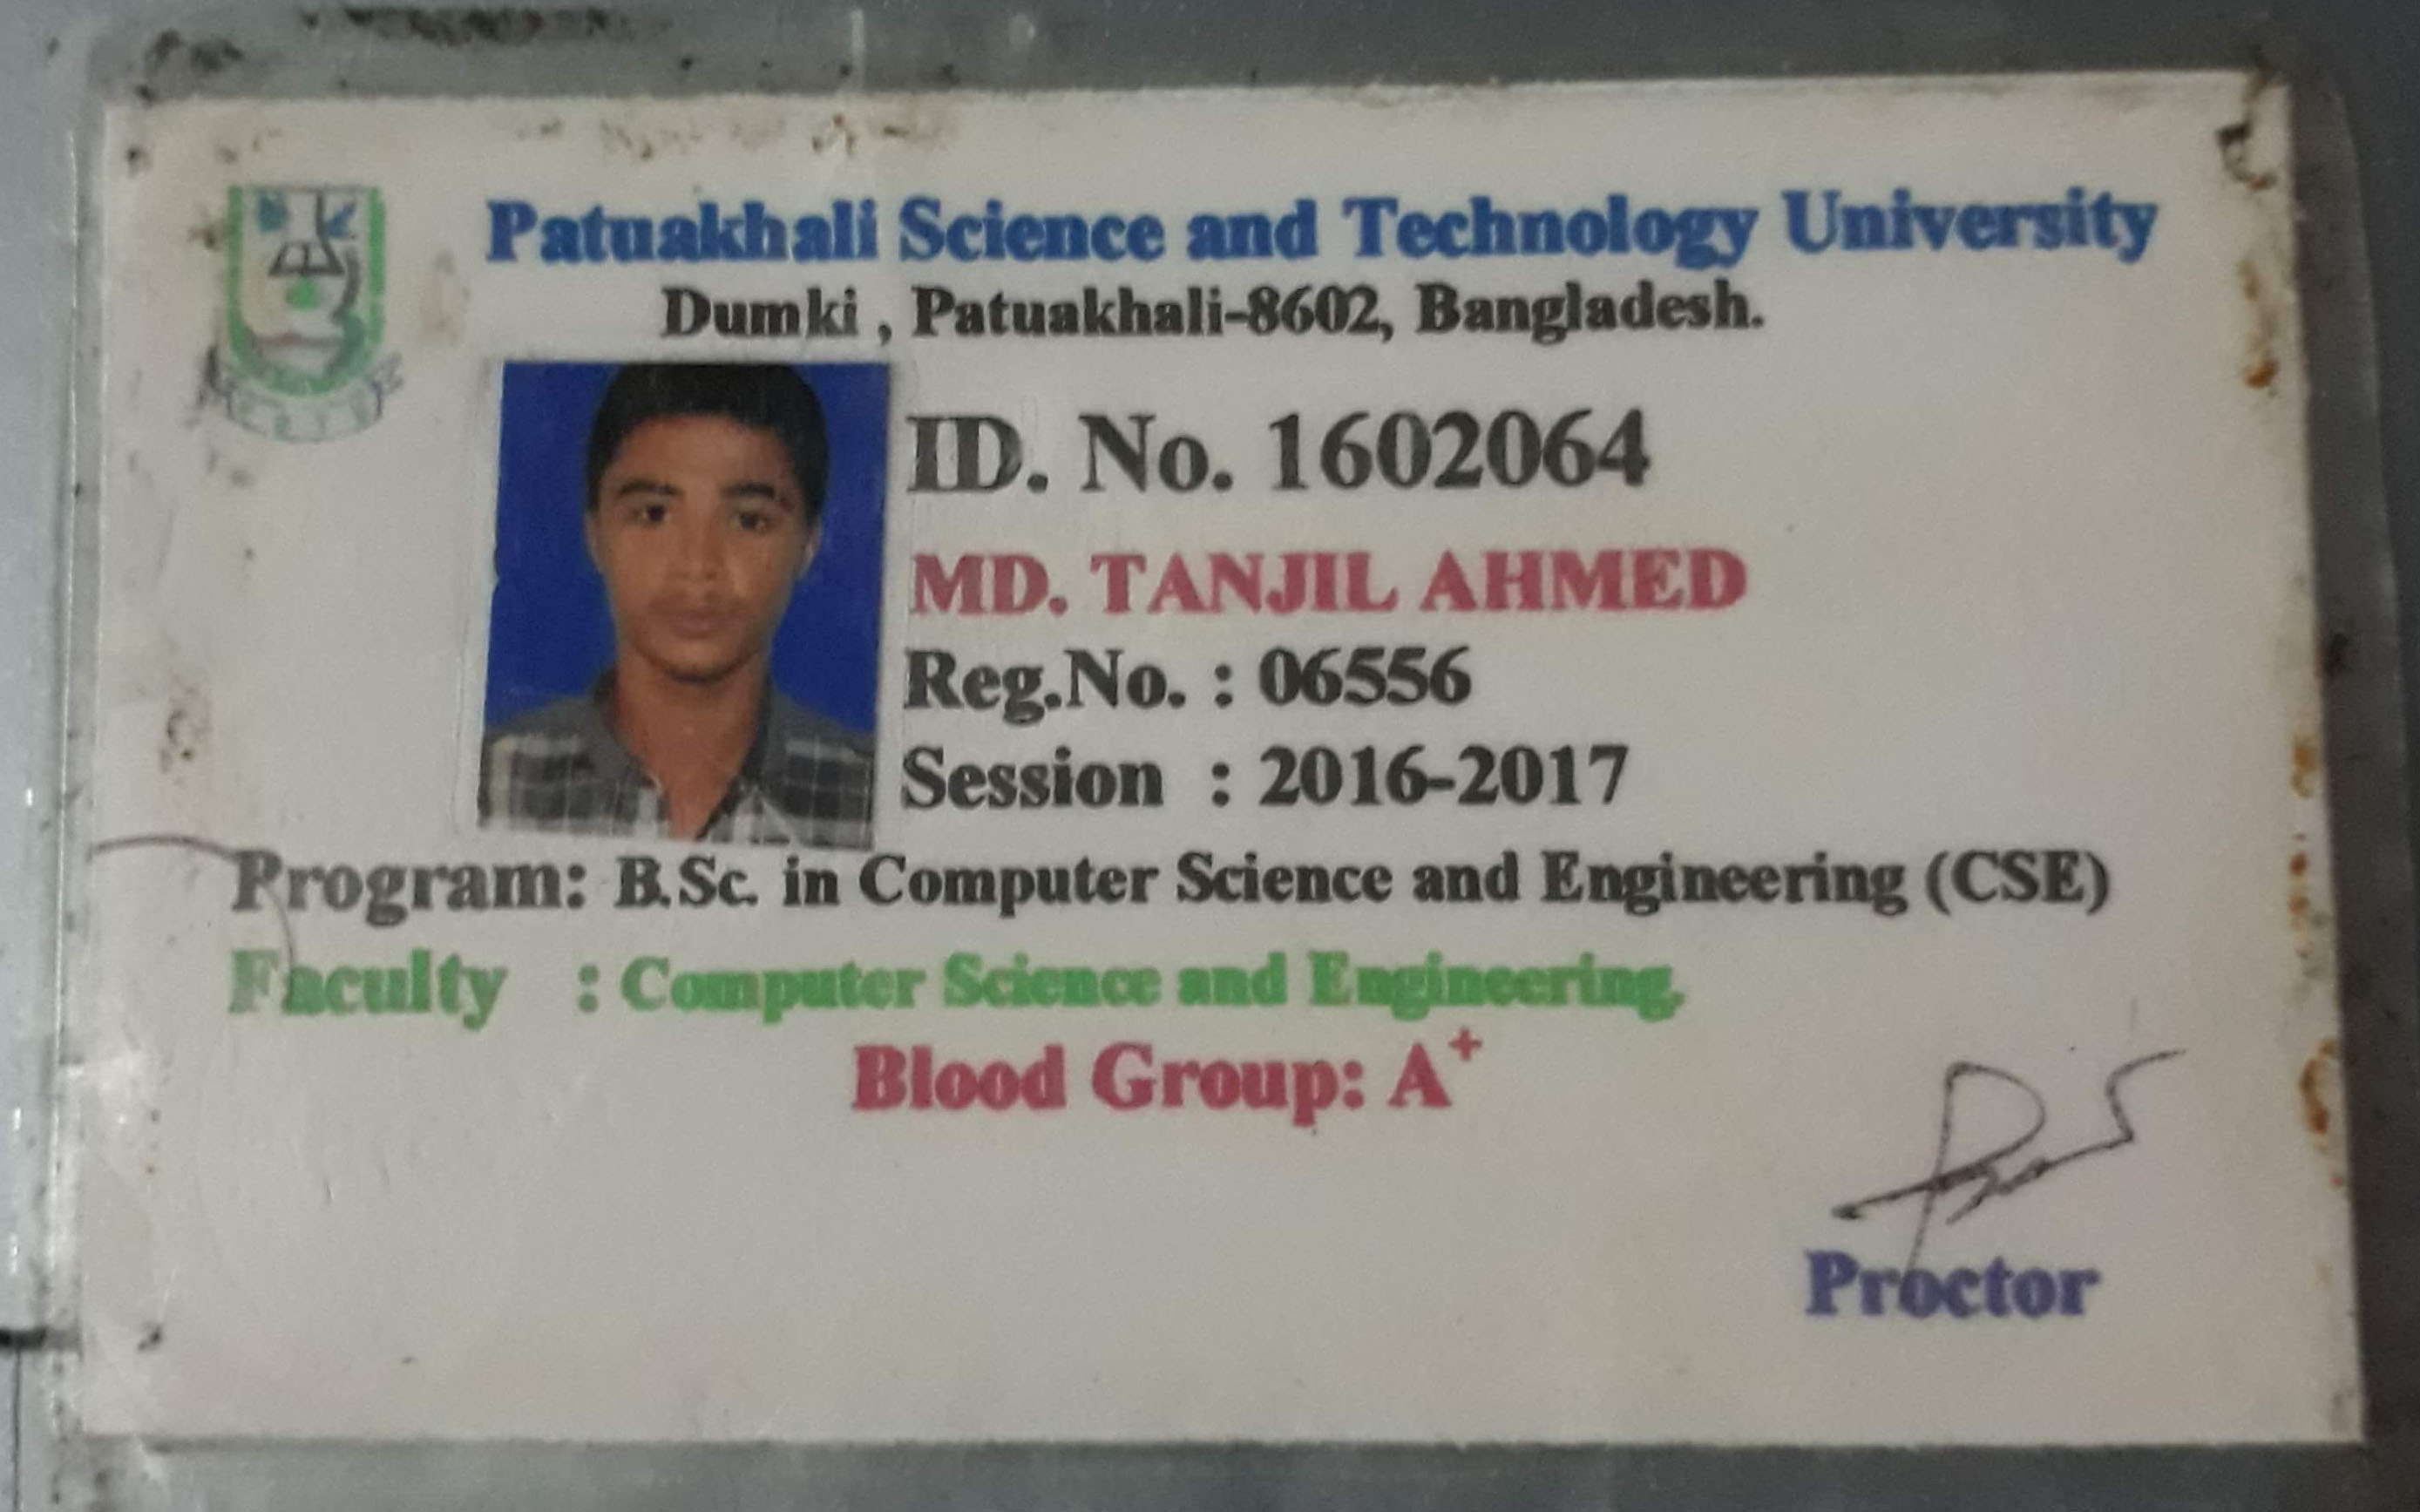 Patuakhali Science and Technology University
Dumki , Patuakhali-8602, Bangladesh.
ID. No. 1602064
MD. TANJIL AHMED
Reg.No. : 06556
Session : 2016-2017
Program: B.Sc. in Computer Science and Engineering (CSE)
Faculty : Computer Science and Engineering.
Blood Group: A⁺
Proctor